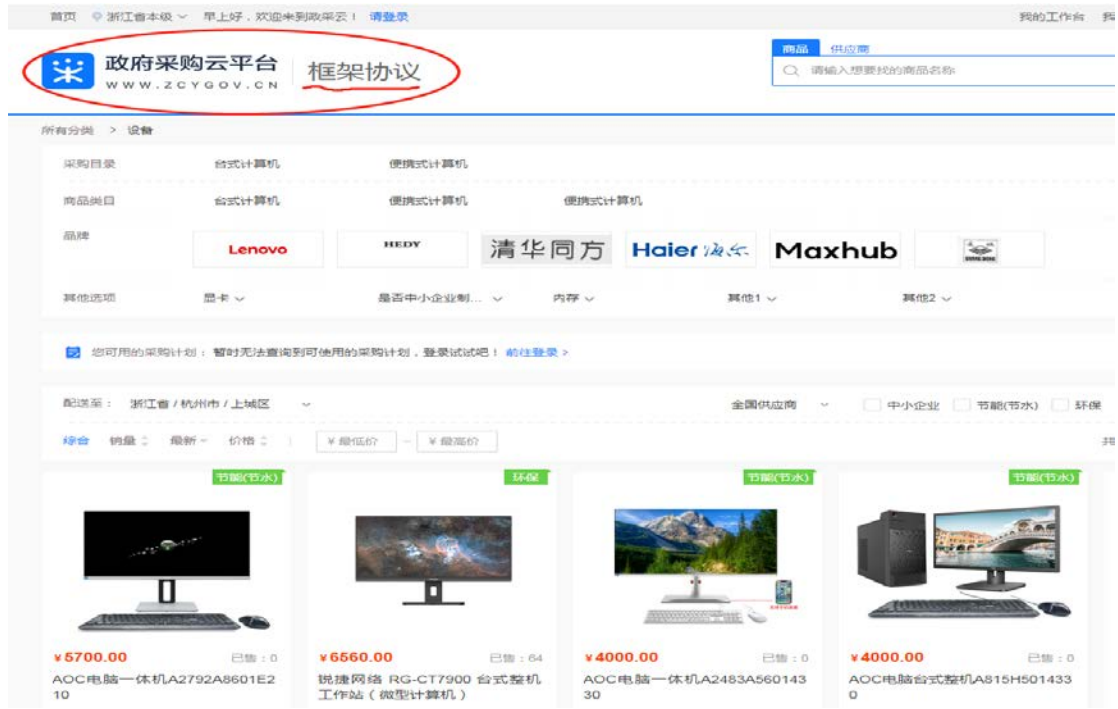 首页 浙江省本级 早上好，欢迎来到政采云！ 请登录 我的工作台
政府采购云平台 框架协议
WWW.ZCYGOV.CN
商品 供应商
请输入想要找的商品名称
所有分类 > 设备
采购目录 台式计算机 便携式计算机
商品类目 台式计算机 便携式计算机 便携式计算机
品牌 Lenovo HEDY 清华同方 Haier 海尔 Maxhub
其他选项 显卡 是否中小企业制... 内存 其他1 其他2
您可用的采购计划：暂时无法查询到可使用的采购计划，登录试试吧！ 前往登录 >
配送至： 浙江省 / 杭州市 / 上城区 全国供应商 中小企业 节能(节水) 环保
综合 销量 最新 价格 ¥ 最低价 - ¥ 最高价
节能(节水) 环保 节能(节水) 节能(节水)
¥5700.00 已售：0 ¥6560.00 已售：64 ¥4000.00 已售：0 ¥4000.00 已售：0
AOC电脑一体机A2792A8601E2 锐捷网络 RG-CT7900 台式整机 AOC电脑一体机A2483A560143 AOC电脑台式整机A815H501433
10 工作站（微型计算机） 30 0